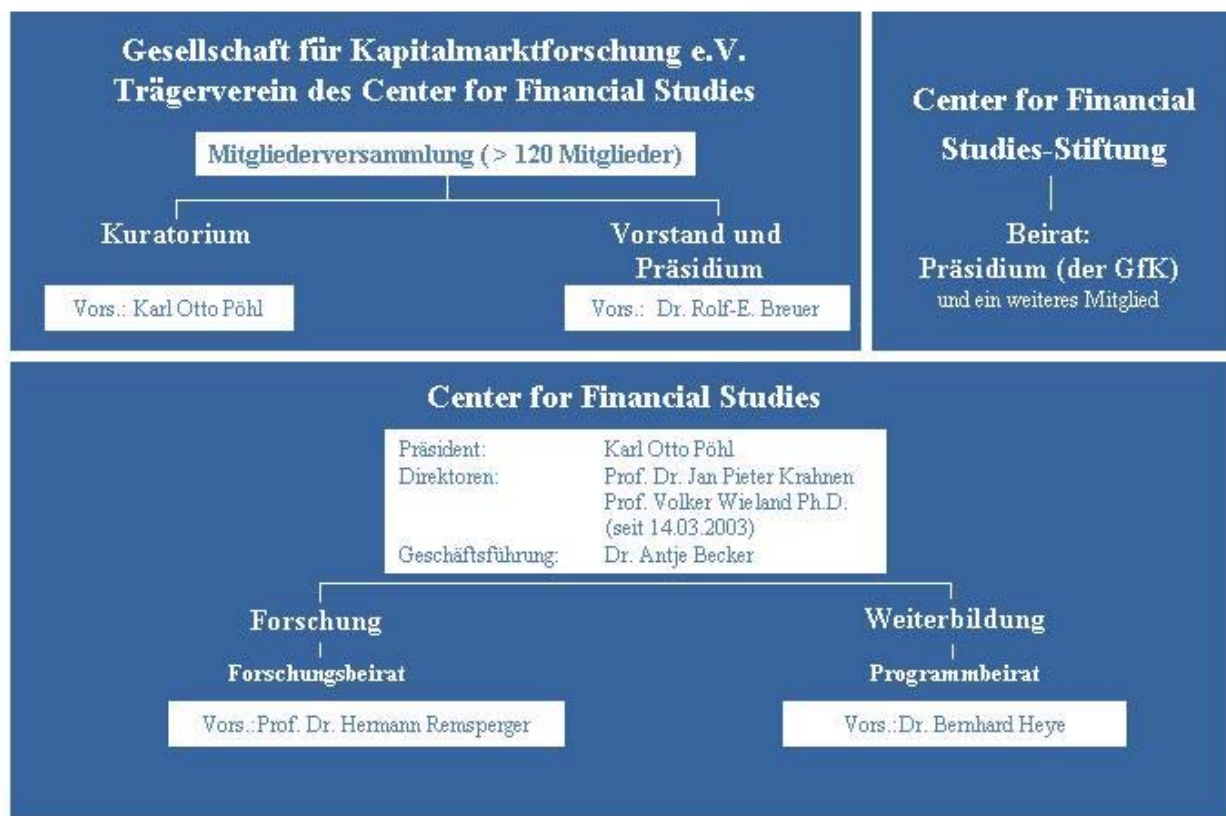 Gesellschaft für Kapitalmarktforschung e.V.
Trägerverein des Center for Financial Studies
Mitgliederversammlung (> 120 Mitglieder)
Kuratorium
Vors.: Karl Otto Pöhl
Vorstand und
Präsidium
Vors.: Dr. Rolf-E. Breuer
Center for Financial
Studies-Stiftung
Beirat:
Präsidium (der GfK)
und ein weiteres Mitglied
Center for Financial Studies
Präsident: Karl Otto Pöhl
Direktoren: Prof. Dr. Jan Pieter Krahnen
Prof. Volker Wieland Ph.D.
(seit 14.03.2003)
Geschäftsführung: Dr. Antje Becker
Forschung
Forschungsbeirat
Vors.:Prof. Dr. Hermann Remsperger
Weiterbildung
Programmbeirat
Vors.:Dr. Bernhard Heye